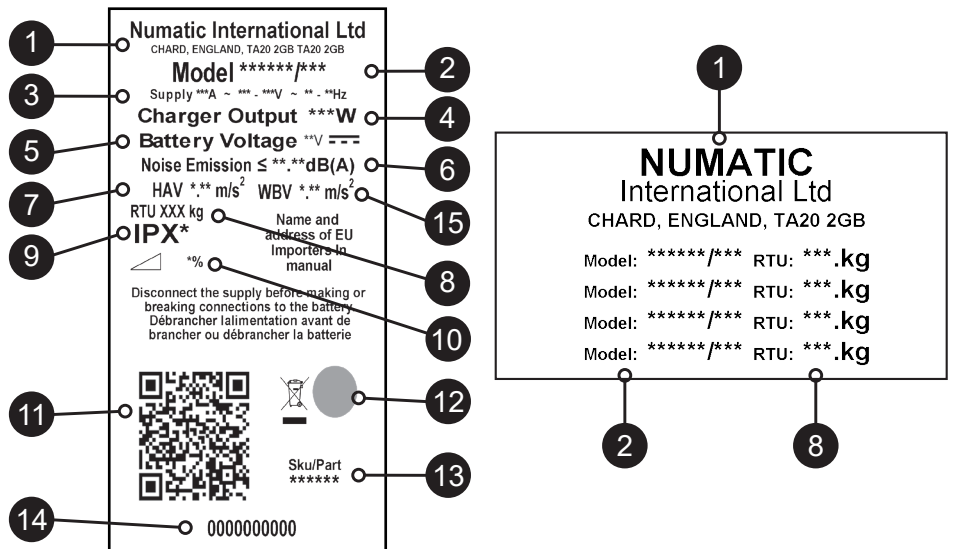 1
Numatic International Ltd
CHARD, ENGLAND, TA20 2GB TA20 2GB
2
Model ******/***
3
Supply ***A ~ *** - ***V ~ ** - **Hz
4
Charger Output ***W
5
Battery Voltage **V
6
Noise Emission ≤ **.**dB(A)
7
HAV *.** m/s² WBV *.** m/s²
15
RTU XXX kg
8
9
IPX*
Name and
address of EU
Importers In
manual
*%
10
Disconnect the supply before making or
breaking connections to the battery
Débrancher lalimentation avant de
brancher ou débrancher la batterie
11
12
Sku/Part
******
13
14
0000000000
1
NUMATIC
International Ltd
CHARD, ENGLAND, TA20 2GB
Model: ******/*** RTU: ***.kg
Model: ******/*** RTU: ***.kg
Model: ******/*** RTU: ***.kg
Model: ******/*** RTU: ***.kg
2
8